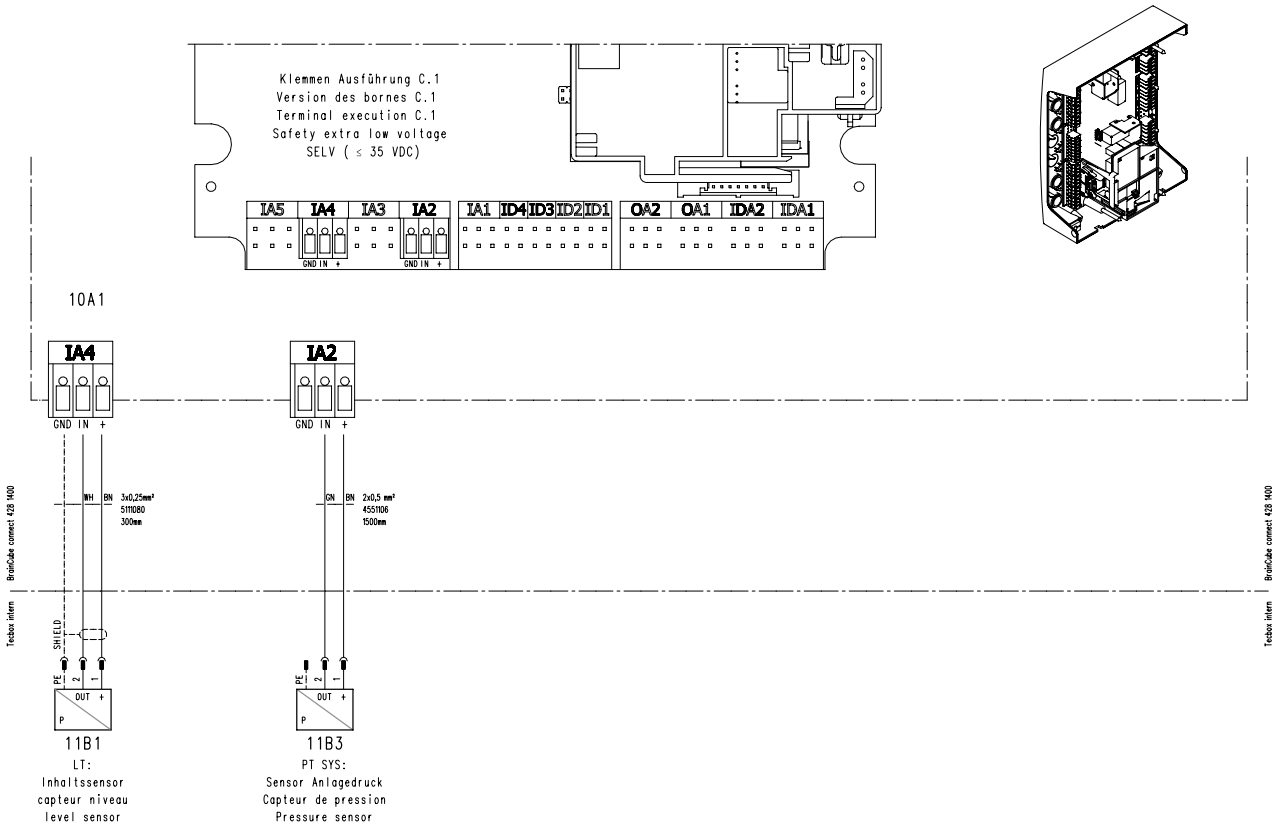 Klemmen Ausführung C.1
Version des bornes C.1
Terminal execution C.1
Safety extra low voltage
SELV ( ≤ 35 VDC)
IA5 IA4 IA3 IA2 IA1 ID4 ID3 ID2 ID1 OA2 OA1 IDA2 IDA1
GND IN + GND IN +
10A1
IA4 IA2
GND IN + GND IN +
WH BN 3x0,25mm²
5111080
300mm
GN BN 2x0,5 mm²
4551106
1500mm
BrainCube connect 428 1400
Tecbox intern
BrainCube connect 428 1400
Tecbox intern
SHIELD
PE 2 1
OUT +
P
11B1
LT:
Inhaltssensor
capteur niveau
level sensor
PE 2 1
OUT +
P
11B3
PT SYS:
Sensor Anlagedruck
Capteur de pression
Pressure sensor